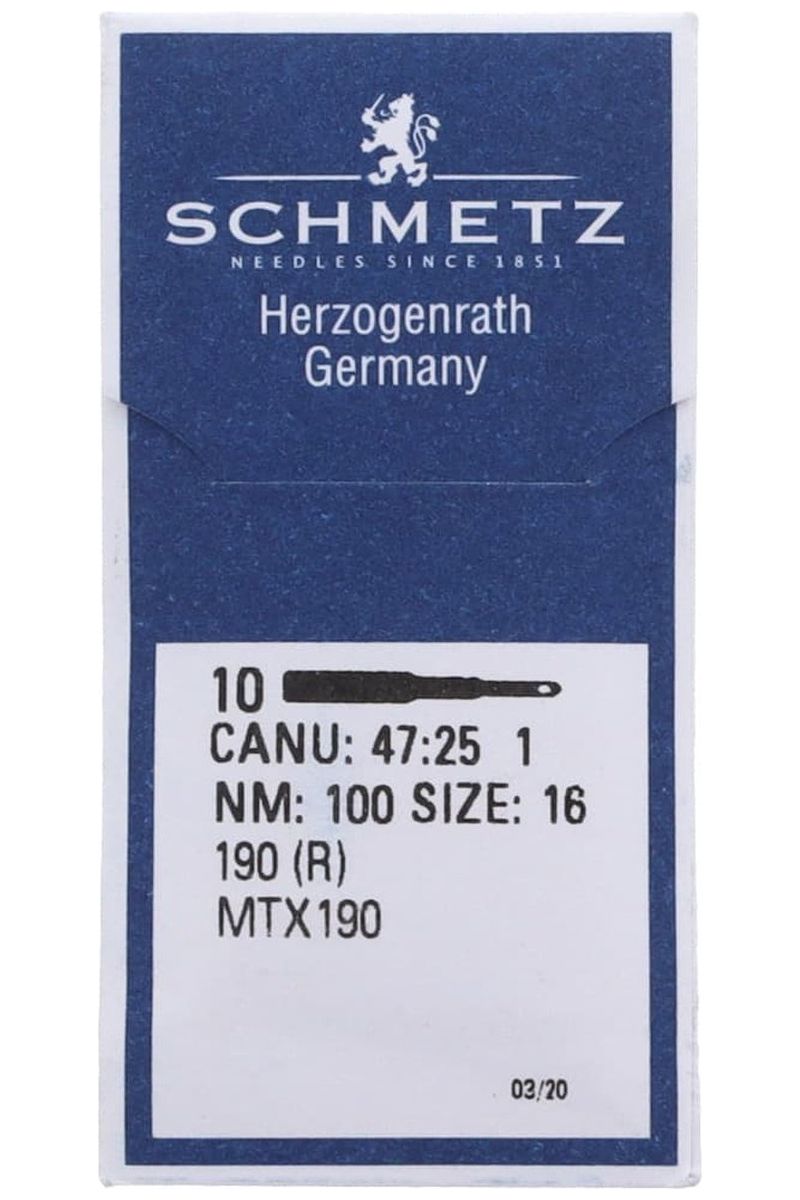 SCHMETZ
NEEDLES SINCE 1851
Herzogenrath
Germany
10
CANU: 47:25 1
NM: 100 SIZE: 16
190 (R)
MTX190
03/20